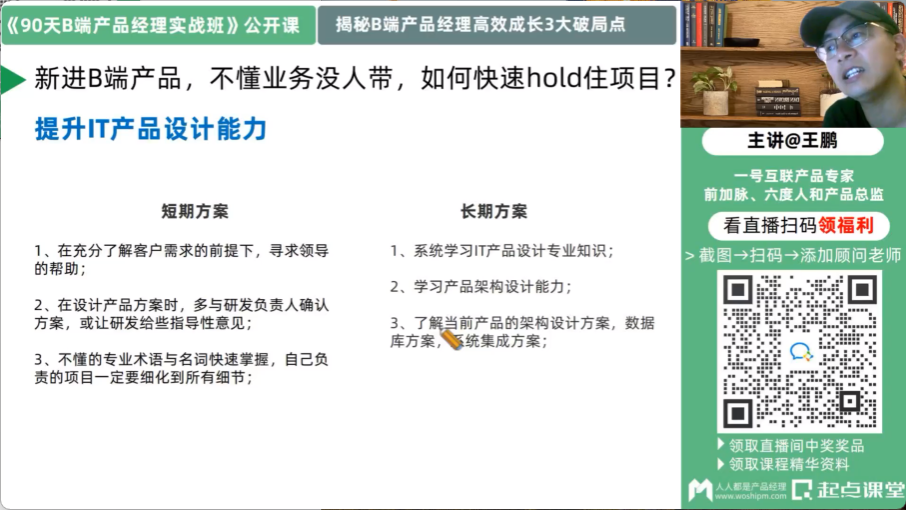 《90天B端产品经理实战班》公开课
揭秘B端产品经理高效成长3大破局点
新进B端产品，不懂业务没人带，如何快速hold住项目？
提升IT产品设计能力
短期方案
1、在充分了解客户需求的前提下，寻求领导
的帮助；
2、在设计产品方案时，多与研发负责人确认
方案，或让研发给些指导性意见；
3、不懂的专业术语与名词快速掌握，自己负
责的项目一定要细化到所有细节；
长期方案
1、系统学习IT产品设计专业知识；
2、学习产品架构设计能力；
3、了解当前产品的架构设计方案，数据
库方案，系统集成方案；
主讲@王鹏
一号互联产品专家
前加脉、六度人和产品总监
看直播扫码领福利
>截图→扫码→添加顾问老师
领取直播间中奖奖品
领取课程精华资料
人人都是产品经理
www.woshipm.com
起点课堂